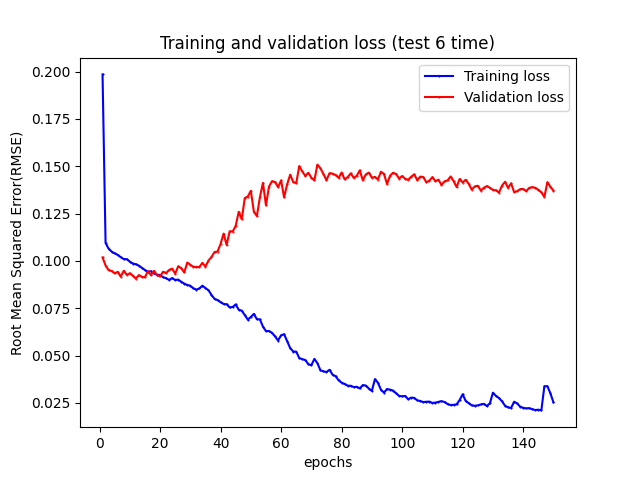 Training and validation loss (test 6 time)
Training loss
Validation loss
Root Mean Squared Error(RMSE)
0.200
0.175
0.150
0.125
0.100
0.075
0.050
0.025
0 20 40 60 80 100 120 140
epochs